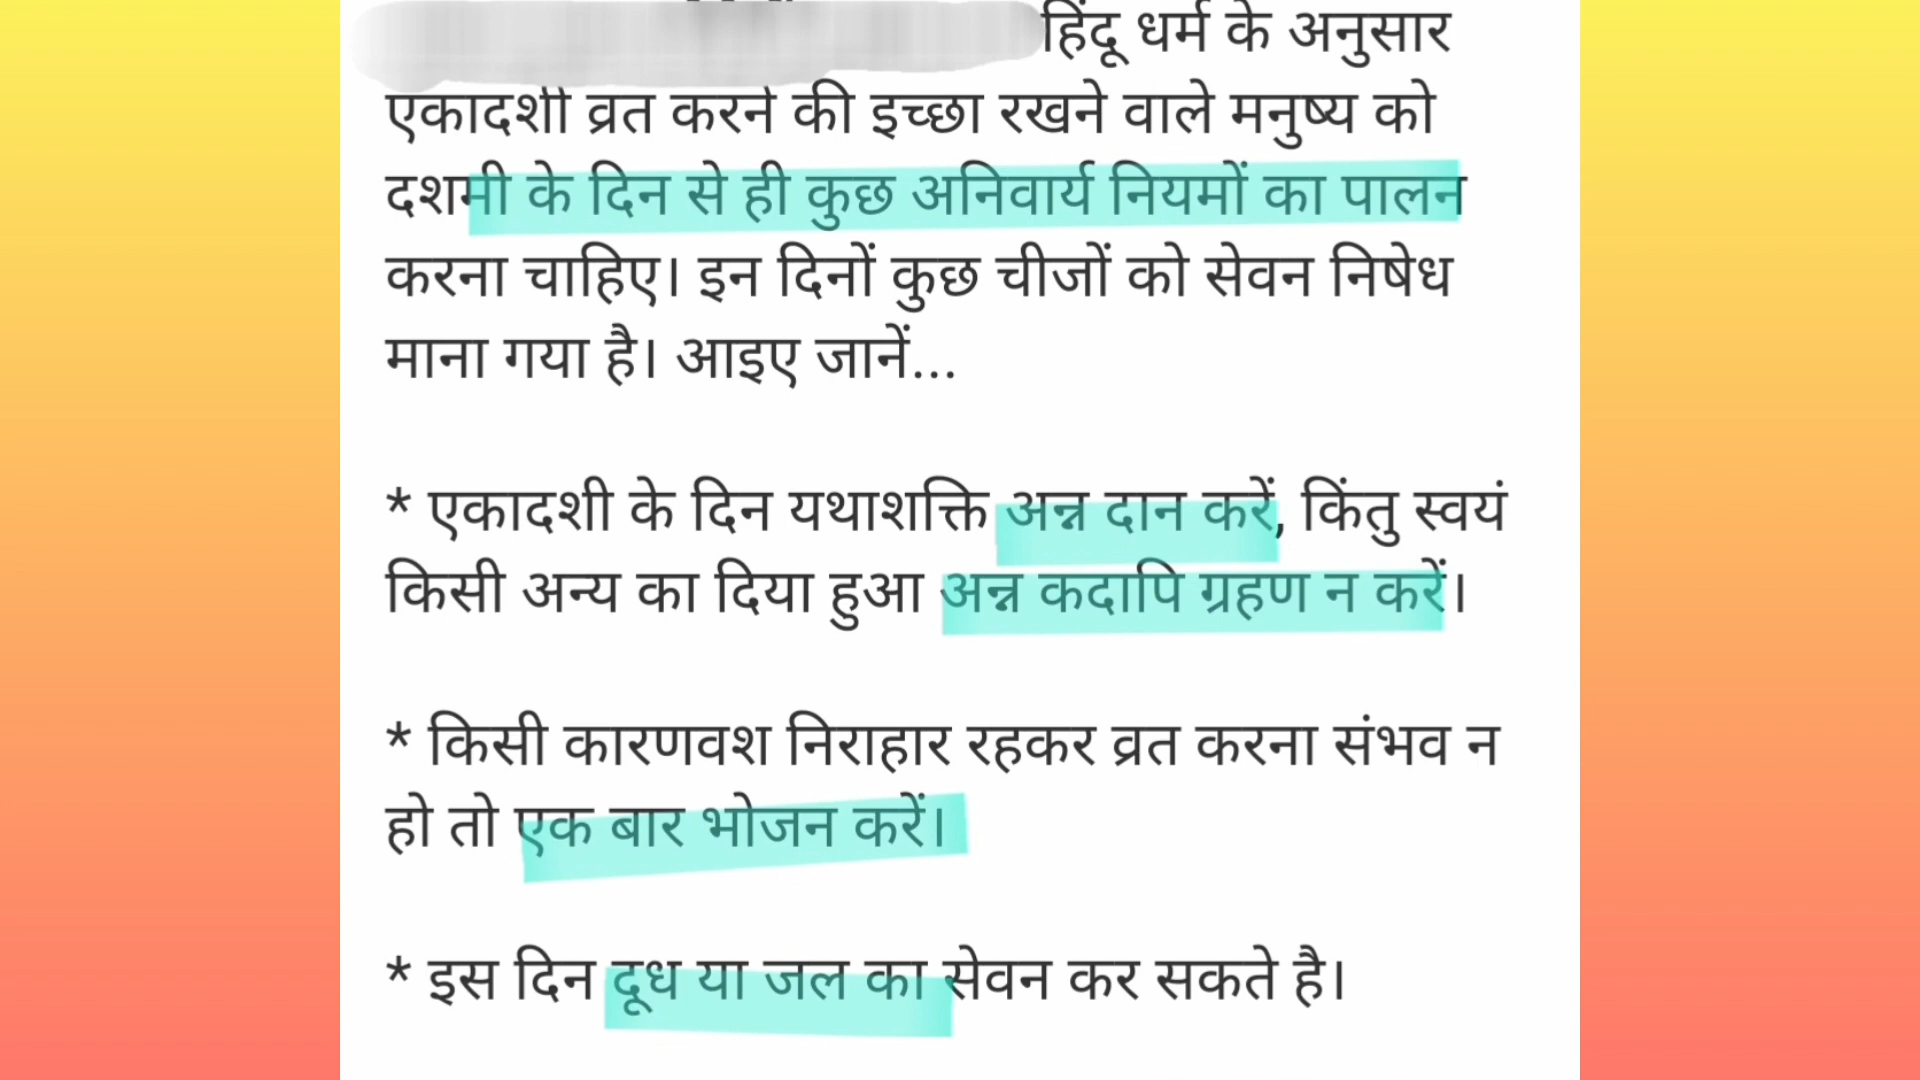 हिंदू धर्म के अनुसार
एकादशी व्रत करने की इच्छा रखने वाले मनुष्य को
दशमी के दिन से ही कुछ अनिवार्य नियमों का पालन
करना चाहिए। इन दिनों कुछ चीजों को सेवन निषेध
माना गया है। आइए जानें...
* एकादशी के दिन यथाशक्ति अन्न दान करें, किंतु स्वयं
किसी अन्य का दिया हुआ अन्न कदापि ग्रहण न करें।
* किसी कारणवश निराहार रहकर व्रत करना संभव न
हो तो एक बार भोजन करें।
* इस दिन दूध या जल का सेवन कर सकते है।